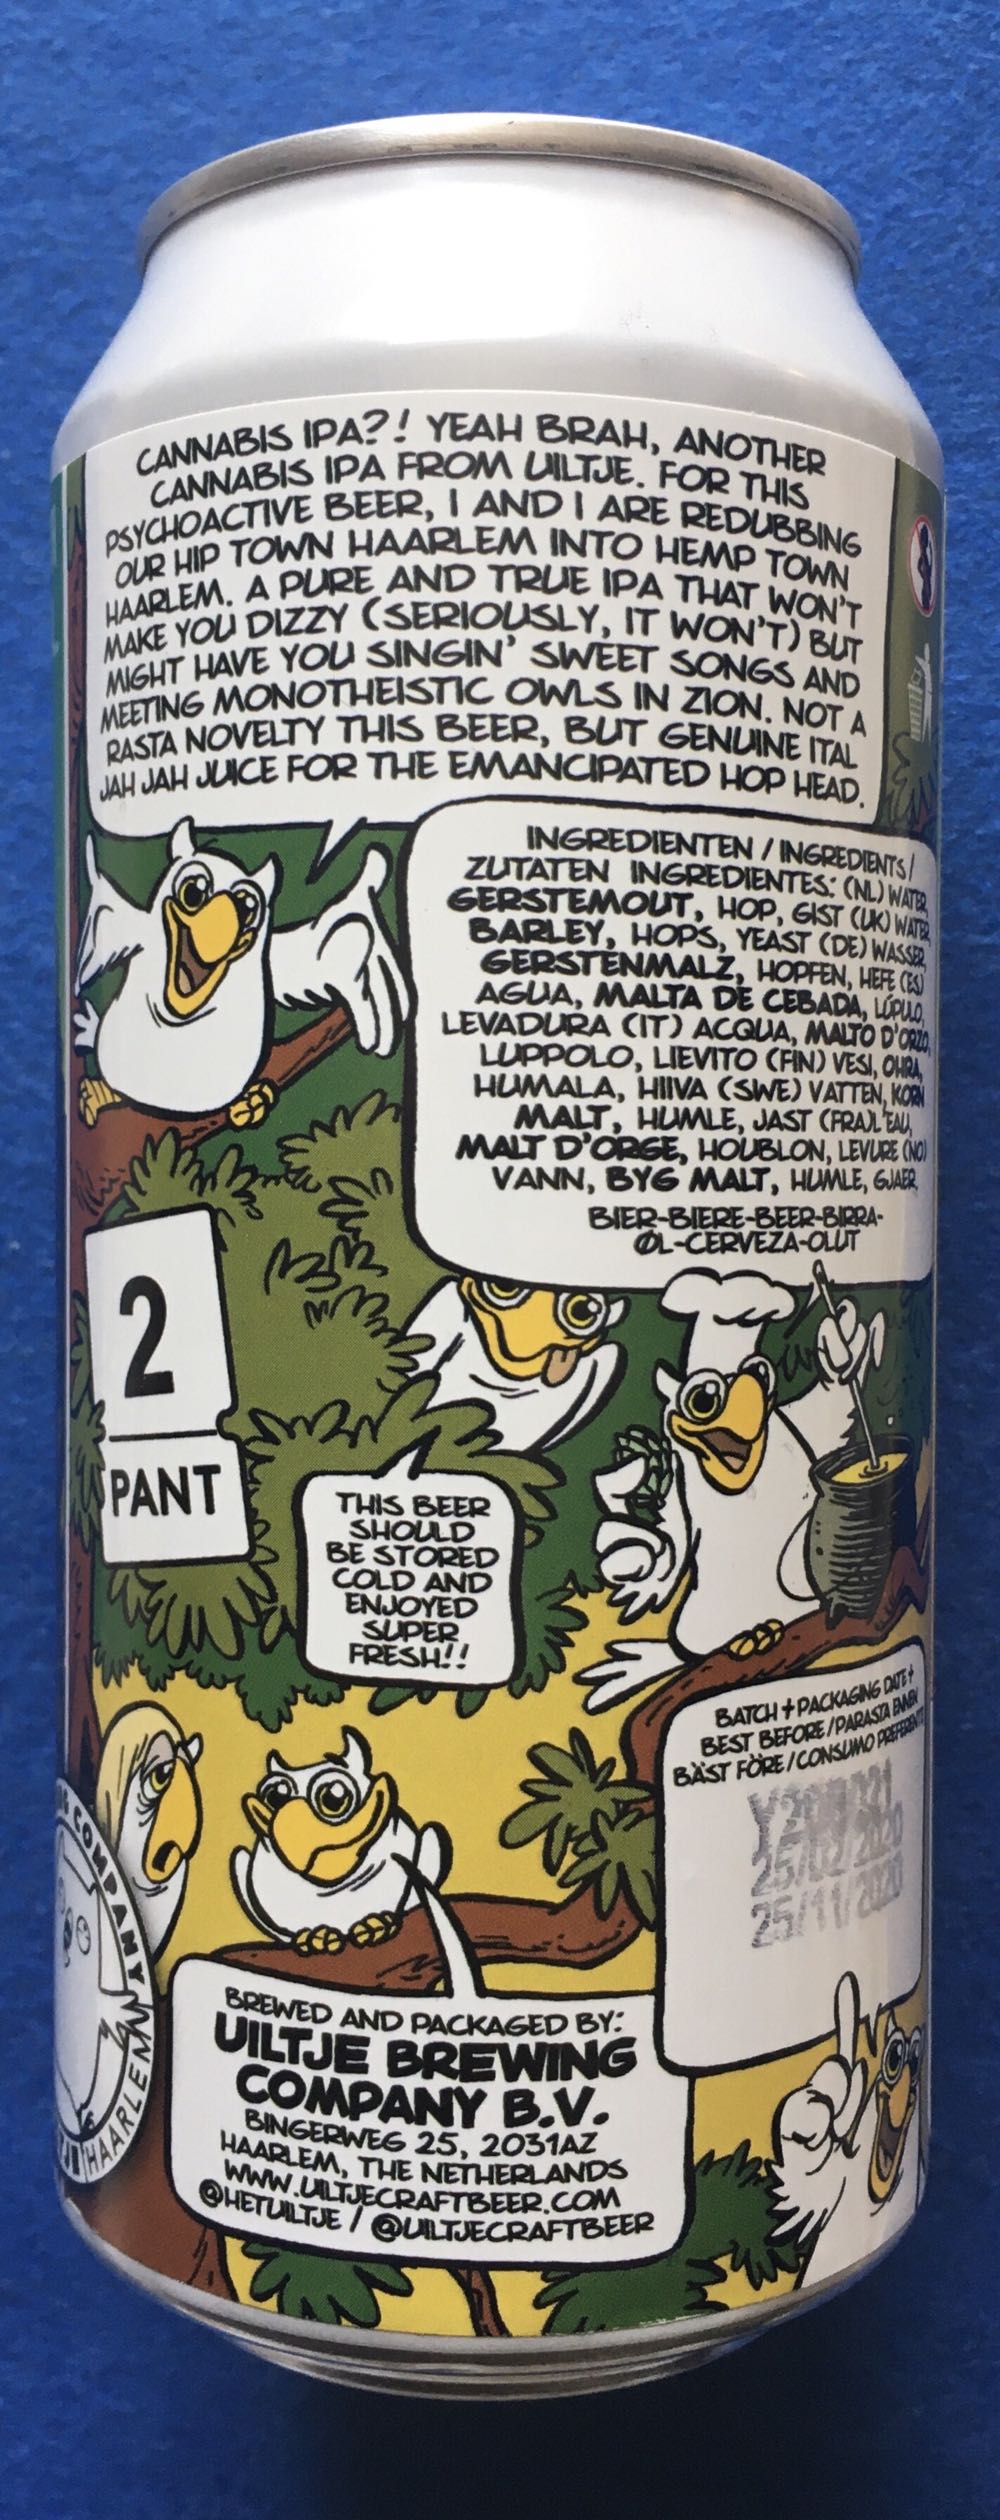 CANNABIS IPA?! YEAH BRAH, ANOTHER
CANNABIS IPA FROM UILTJE. FOR THIS
PSYCHOACTIVE BEER, I AND I ARE REDUBBING
OUR HIP TOWN HAARLEM INTO HEMP TOWN
HAARLEM. A PURE AND TRUE IPA THAT WON'T
MAKE YOU DIZZY (SERIOUSLY, IT WON'T) BUT
MIGHT HAVE YOU SINGIN' SWEET SONGS AND
MEETING MONOTHEISTIC OWLS IN ZION. NOT A
RASTA NOVELTY THIS BEER, BUT GENUINE ITAL
JAH JAH JUICE FOR THE EMANCIPATED HOP HEAD.
INGREDIENTEN / INGREDIENTS /
ZUTATEN INGREDIENTES: (NL) WATER,
GERSTEMOUT, HOP, GIST (UK) WATER,
BARLEY, HOPS, YEAST (DE) WASSER,
GERSTENMALZ, HOPFEN, HEFE (ES)
AGUA, MALTA DE CEBADA, LÚPULO,
LEVADURA (IT) ACQUA, MALTO D'ORZO,
LUPPOLO, LIEVITO (FIN) VESI, OHRA,
HUMALA, HIIVA (SWE) VATTEN, KORN
MALT, HUMLE, JAST (FRA)L'EAU,
MALT D'ORGE, HOUBLON, LEVURE (NO)
VANN, BYG MALT, HUMLE, GJAER
BIER-BIERE-BEER-BIRRA-
ØL-CERVEZA-OLUT
2
PANT
THIS BEER
SHOULD
BE STORED
COLD AND
ENJOYED
SUPER
FRESH!!
BATCH + PACKAGING DATE +
BEST BEFORE / PARASTA ENNEN
BÄST FÖRE / CONSUMO PREFERENTE
25/02/2020
25/11/2020
COMPANY
HAARLEM
BREWED AND PACKAGED BY:
UILTJE BREWING
COMPANY B.V.
BINGERWEG 25, 2031AZ
HAARLEM, THE NETHERLANDS
WWW.UILTJECRAFTBEER.COM
@HETUILTJE / @UILTJECRAFTBEER